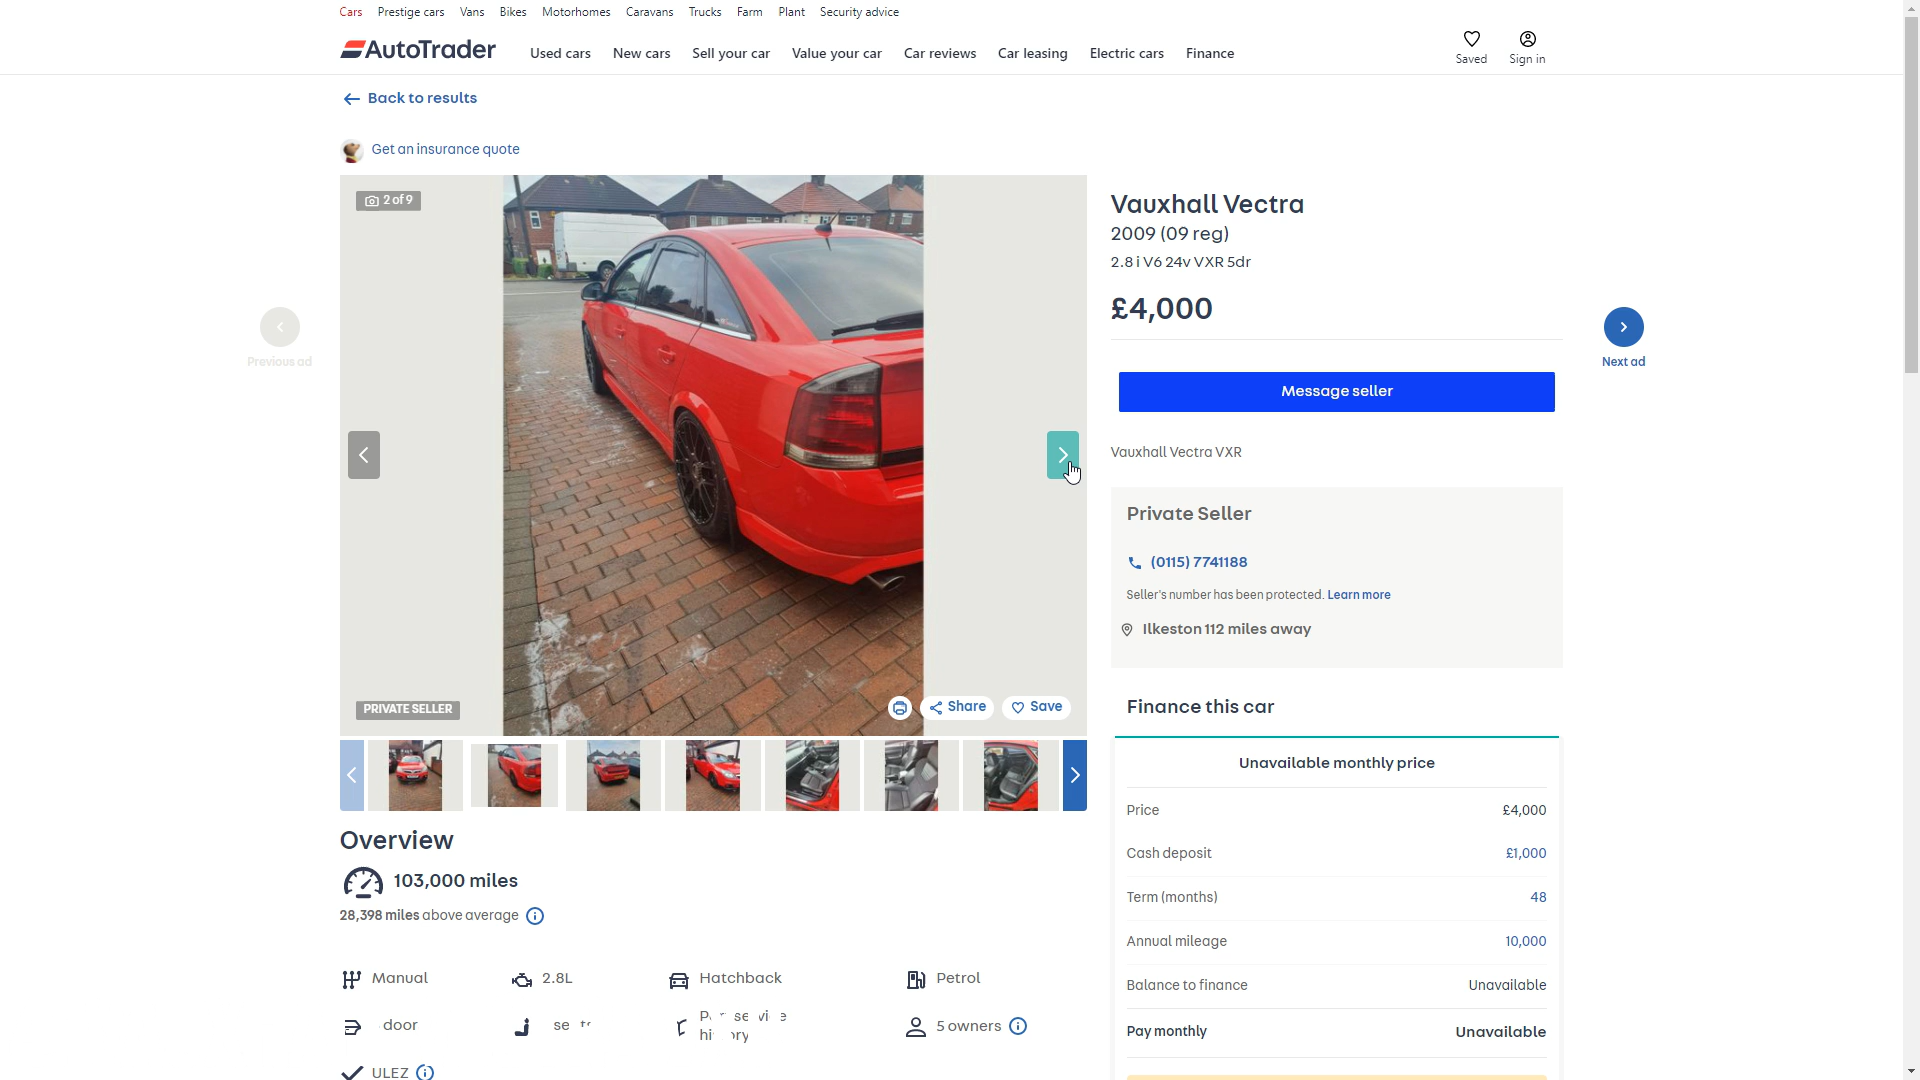 Cars Prestige cars Vans Bikes Motorhomes Caravans Trucks Farm Plant Security advice
AutoTrader
Used cars New cars Sell your car Value your car Car reviews Car leasing Electric cars Finance
Saved Sign in
Back to results
Get an insurance quote
2 of 9
Vauxhall Vectra
2009 (09 reg)
2.8 i V6 24v VXR 5dr
£4,000
Previous ad
Next ad
Message seller
Vauxhall Vectra VXR
Private Seller
(0115) 7741188
Seller's number has been protected. Learn more
Ilkeston 112 miles away
PRIVATE SELLER
Share
Save
Finance this car
Unavailable monthly price
Price £4,000
Cash deposit £1,000
Term (months) 48
Annual mileage 10,000
Balance to finance Unavailable
Pay monthly Unavailable
Overview
103,000 miles
28,398 miles above average
Manual 2.8L Hatchback Petrol
door
5 owners
ULEZ